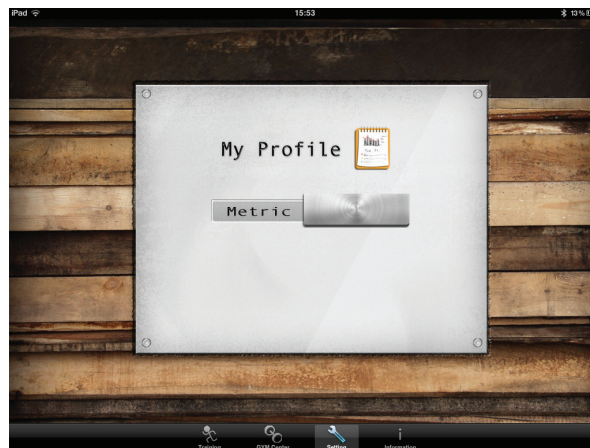 iPad 15:53 13%
My Profile
Metric
Training GYM Center Setting Information